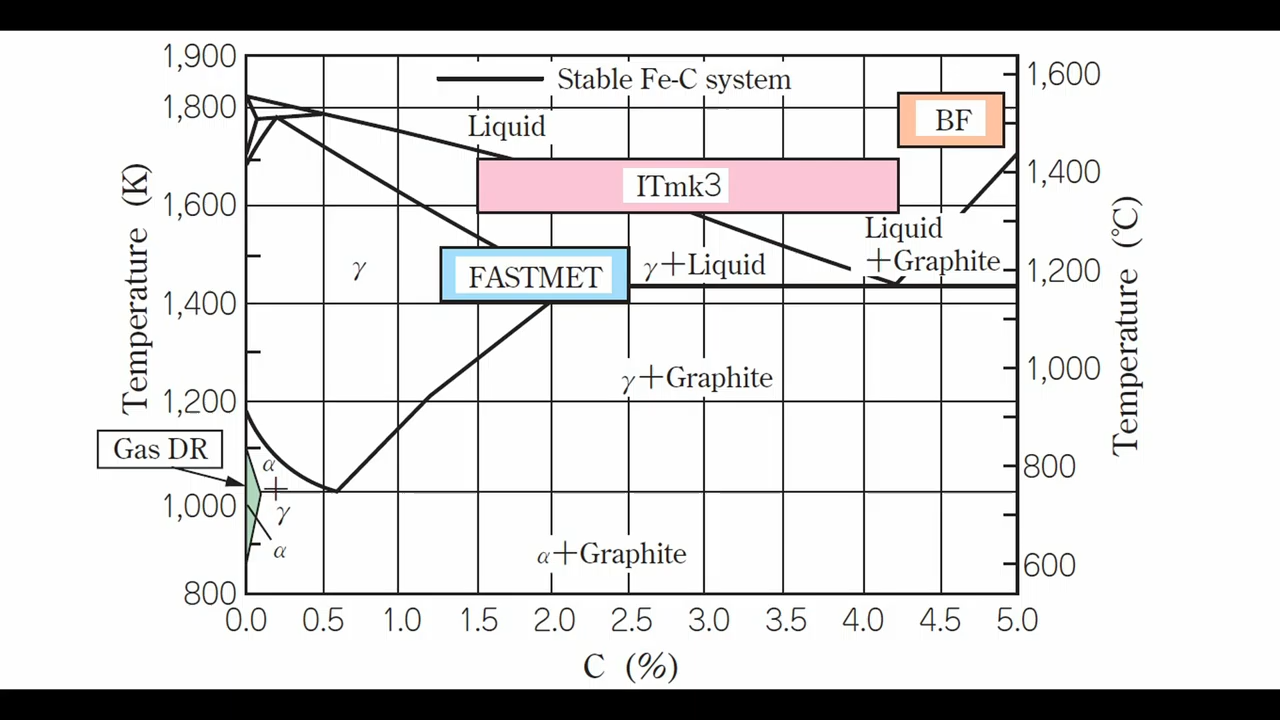 Stable Fe-C system
1,900
1,800
1,600
1,400
1,200
1,000
800
Temperature (K)
1,600
1,400
1,200
1,000
800
600
Temperature (℃)
BF
Liquid
ITmk3
Liquid
+Graphite
γ
FASTMET
γ+Liquid
γ+Graphite
Gas DR
α
+
γ
α
α+Graphite
0.0 0.5 1.0 1.5 2.0 2.5 3.0 3.5 4.0 4.5 5.0
C (%)